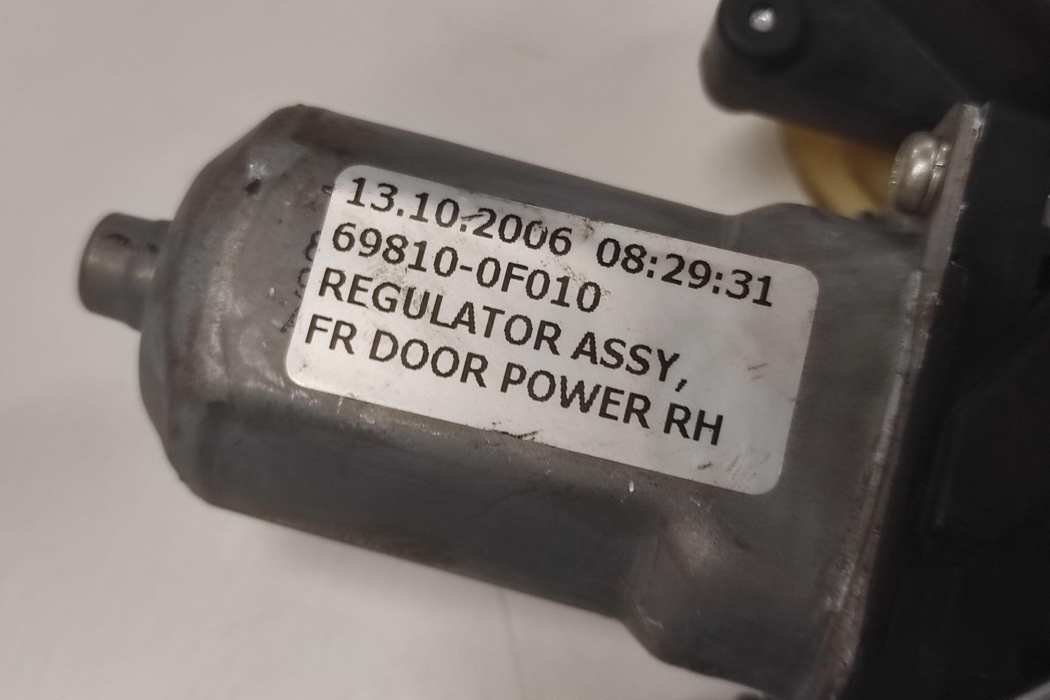 13.10.2006 08:29:31
69810-0F010
REGULATOR ASSY,
FR DOOR POWER RH